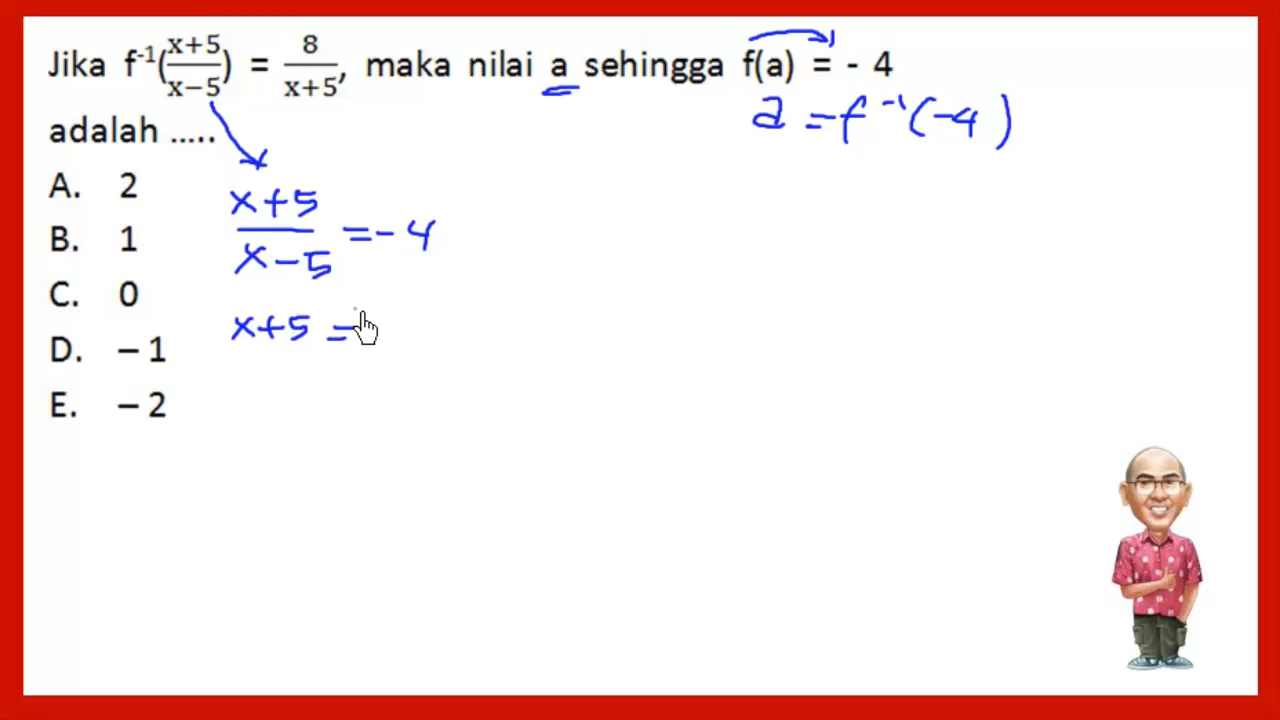 Jika f⁻¹(x+5/x−5) = 8/x+5, maka nilai a sehingga f(a) = - 4
a = f⁻¹(-4)
adalah .....
A. 2
B. 1
C. 0
D. – 1
E. – 2
x+5/x-5 = -4
x+5 =